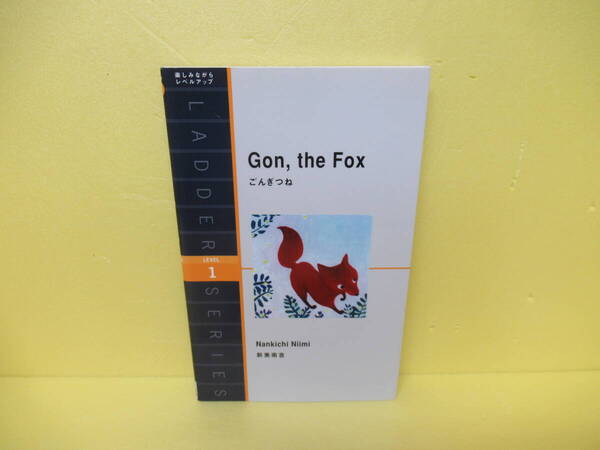 楽しみながら
レベルアップ
LADDER SERIES
LEVEL
1
Gon, the Fox
ごんぎつね
Nankichi Niimi
新美南吉